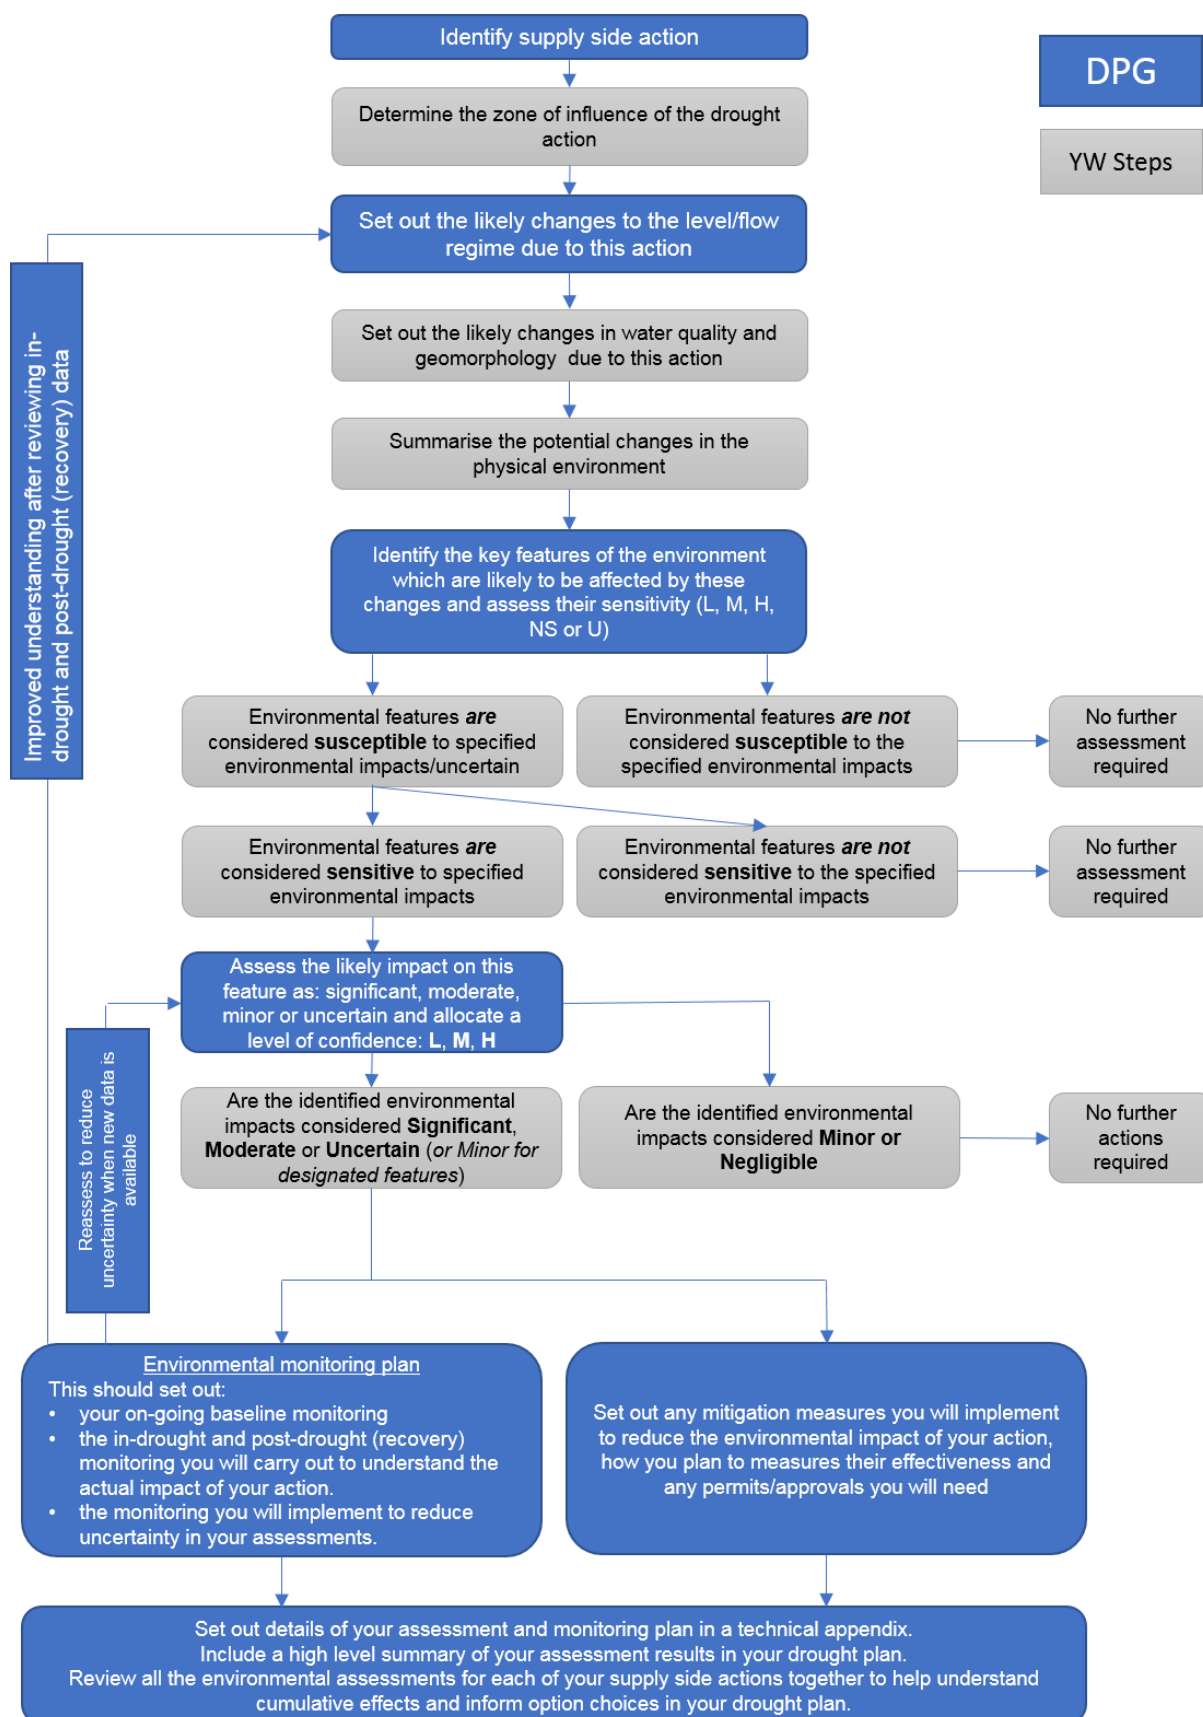 Identify supply side action
DPG
Determine the zone of influence of the drought
action
YW Steps
Set out the likely changes to the level/flow
regime due to this action
Improved understanding after reviewing in-
drought and post-drought (recovery) data
Set out the likely changes in water quality and
geomorphology due to this action
Summarise the potential changes in the
physical environment
Identify the key features of the environment
which are likely to be affected by these
changes and assess their sensitivity (L, M, H,
NS or U)
Environmental features are
considered susceptible to specified
environmental impacts/uncertain
Environmental features are not
considered susceptible to the
specified environmental impacts
No further
assessment
required
Environmental features are
considered sensitive to specified
environmental impacts
Environmental features are not
considered sensitive to the specified
environmental impacts
No further
assessment
required
Assess the likely impact on this
feature as: significant, moderate,
minor or uncertain and allocate a
level of confidence: L, M, H
Reassess to reduce
uncertainty when new data is
available
Are the identified environmental
impacts considered Significant,
Moderate or Uncertain (or Minor for
designated features)
Are the identified environmental
impacts considered Minor or
Negligible
No further
actions
required
Environmental monitoring plan
This should set out:
• your on-going baseline monitoring
• the in-drought and post-drought (recovery)
monitoring you will carry out to understand the
actual impact of your action.
• the monitoring you will implement to reduce
uncertainty in your assessments.
Set out any mitigation measures you will implement
to reduce the environmental impact of your action,
how you plan to measures their effectiveness and
any permits/approvals you will need
Set out details of your assessment and monitoring plan in a technical appendix.
Include a high level summary of your assessment results in your drought plan.
Review all the environmental assessments for each of your supply side actions together to help understand
cumulative effects and inform option choices in your drought plan.